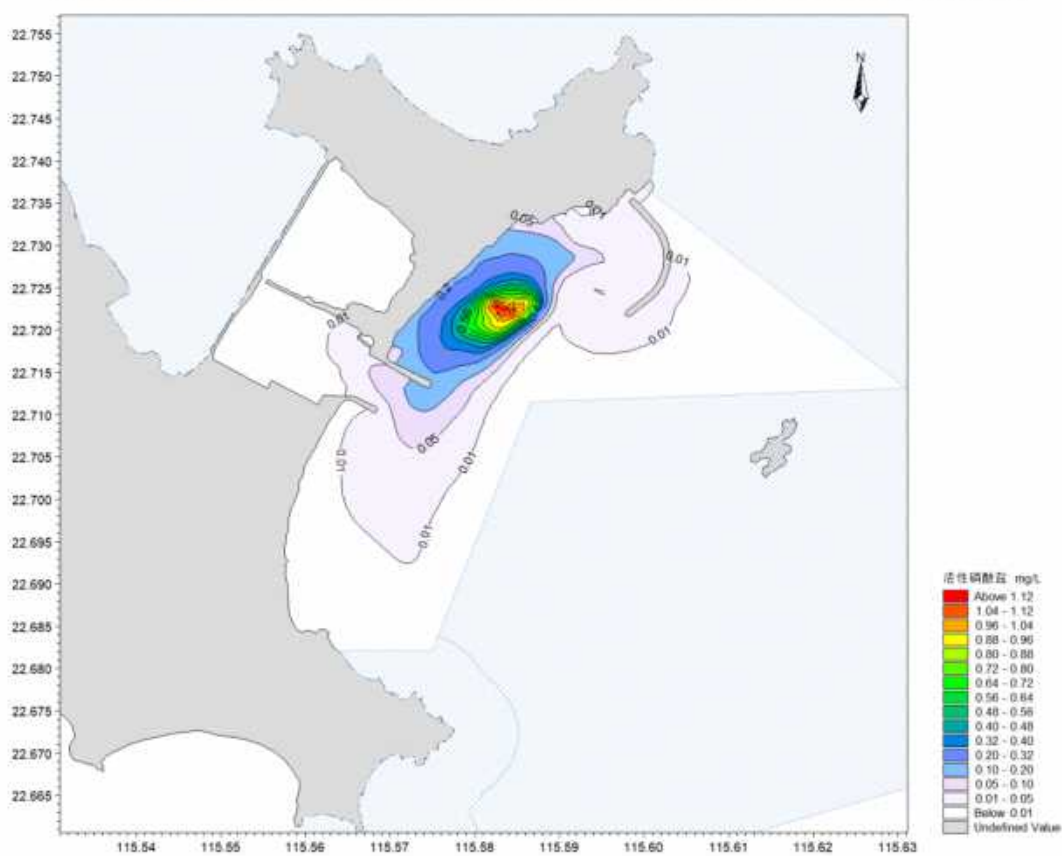 22.755
22.750
22.745
22.740
22.735
22.730
22.725
22.720
22.715
22.710
22.705
22.700
22.695
22.690
22.685
22.680
22.675
22.670
22.665
N
0.05
0.01
0.01
0.01
0.01
0.05
0.01
0.01
0.01
115.54
115.55
115.56
115.57
115.58
115.59
115.60
115.61
115.62
115.63
活性磷酸盐 mg/L
Above 1.12
1.04 - 1.12
0.96 - 1.04
0.88 - 0.96
0.80 - 0.88
0.72 - 0.80
0.64 - 0.72
0.56 - 0.64
0.48 - 0.56
0.40 - 0.48
0.32 - 0.40
0.20 - 0.32
0.10 - 0.20
0.05 - 0.10
0.01 - 0.05
Below 0.01
Undefined Value